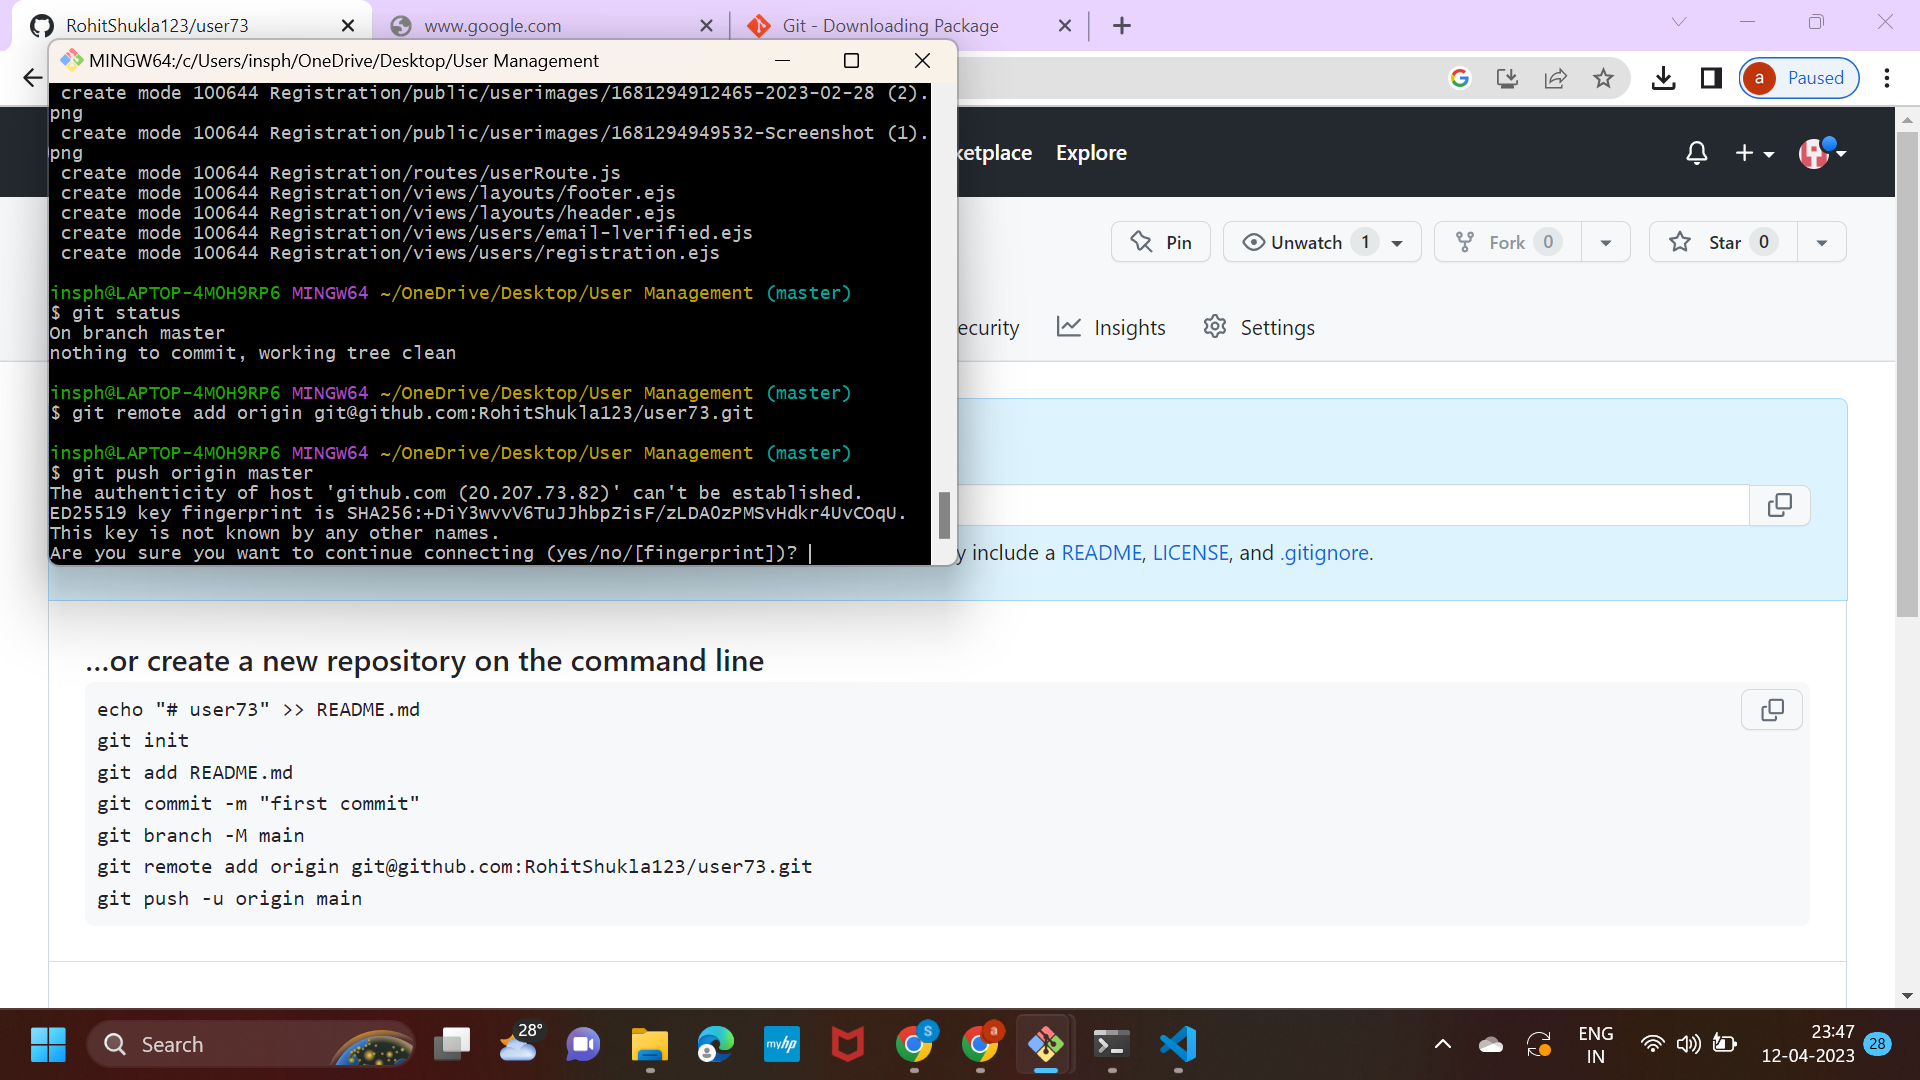 RohitShukla123/user73
www.google.com
Git - Downloading Package
MINGW64:/c/Users/insph/OneDrive/Desktop/User Management
a Paused
create mode 100644 Registration/public/userimages/1681294912465-2023-02-28 (2).
png
create mode 100644 Registration/public/userimages/1681294949532-Screenshot (1).
png
create mode 100644 Registration/routes/userRoute.js
create mode 100644 Registration/views/layouts/footer.ejs
create mode 100644 Registration/views/layouts/header.ejs
create mode 100644 Registration/views/users/email-lverified.ejs
create mode 100644 Registration/views/users/registration.ejs
insph@LAPTOP-4MOH9RP6 MINGW64 ~/OneDrive/Desktop/User Management (master)
$ git status
On branch master
nothing to commit, working tree clean
insph@LAPTOP-4MOH9RP6 MINGW64 ~/OneDrive/Desktop/User Management (master)
$ git remote add origin git@github.com:RohitShukla123/user73.git
insph@LAPTOP-4MOH9RP6 MINGW64 ~/OneDrive/Desktop/User Management (master)
$ git push origin master
The authenticity of host 'github.com (20.207.73.82)' can't be established.
ED25519 key fingerprint is SHA256:+DiY3wvvV6TuJJhbpZisF/zLDA0zPMSvHdkr4UvCOqU.
This key is not known by any other names.
Are you sure you want to continue connecting (yes/no/[fingerprint])?
ketplace Explore
Pin
Unwatch 1
Fork 0
Star 0
ecurity
Insights
Settings
y include a README, LICENSE, and .gitignore.
...or create a new repository on the command line
echo "# user73" >> README.md
git init
git add README.md
git commit -m "first commit"
git branch -M main
git remote add origin git@github.com:RohitShukla123/user73.git
git push -u origin main
Search
28°
myhp
S
a
ENG
IN
23:47
12-04-2023
28